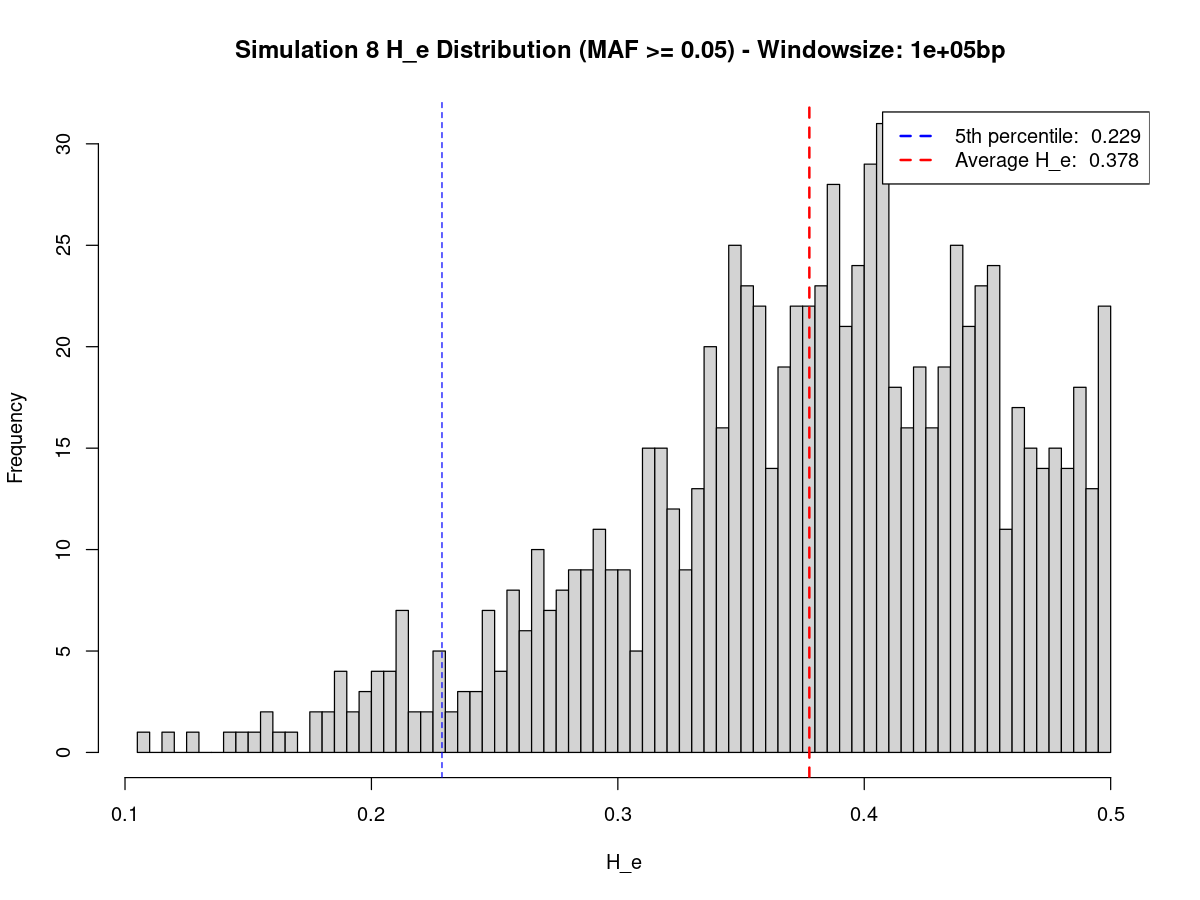 Simulation 8 H_e Distribution (MAF >= 0.05) - Windowsize: 1e+05bp
5th percentile:  0.229
Average H_e:  0.378
Frequency
30
25
20
15
10
5
0
0.1 0.2 0.3 0.4 0.5
H_e